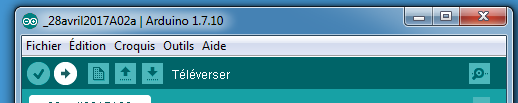 _28avril2017A02a | Arduino 1.7.10
Fichier Édition Croquis Outils Aide
Téléverser